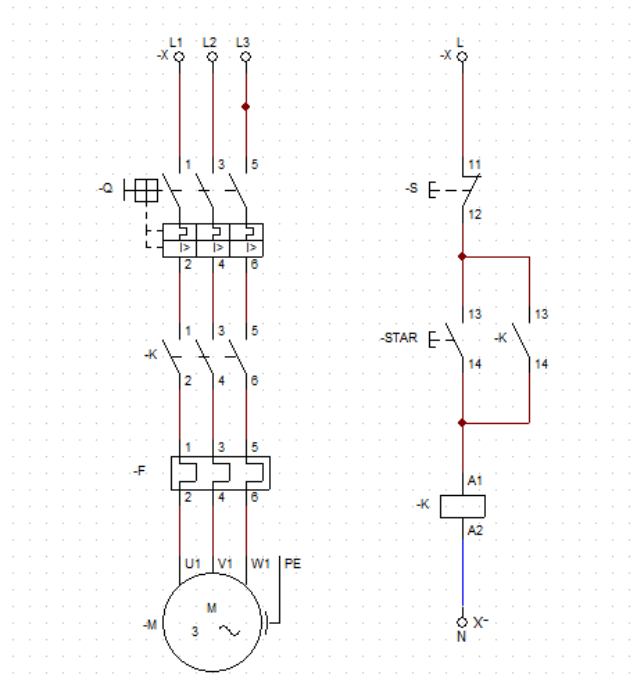 L1 L2 L3 L
-X -X
1 3 5 11
-Q -S
12
I> I> I>
2 4 6
13 13
1 3 5 -STAR -K
-K 14 14
2 4 6
1 3 5
-F A1
-K
2 4 6 A2
U1 V1 W1 PE
M
-M 3 X-
N